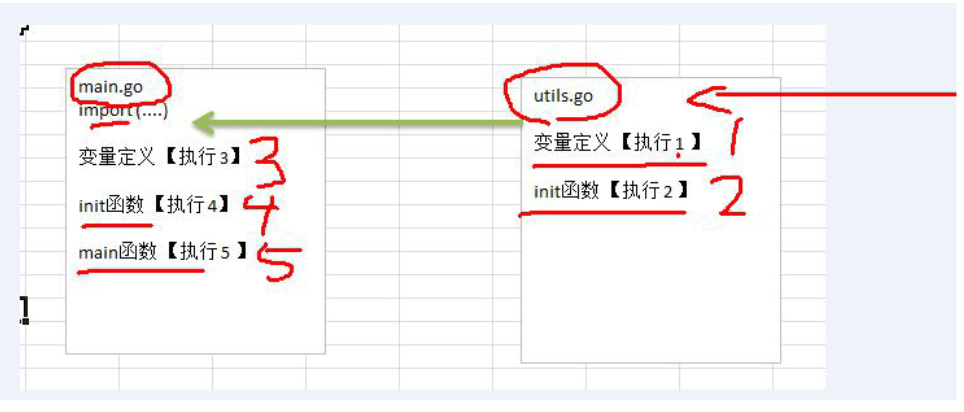 main.go
import (....)
变量定义【执行3】 3
init函数【执行4】 4
main函数【执行5 】 5
utils.go
变量定义【执行1 】 1
init函数【执行2 】 2